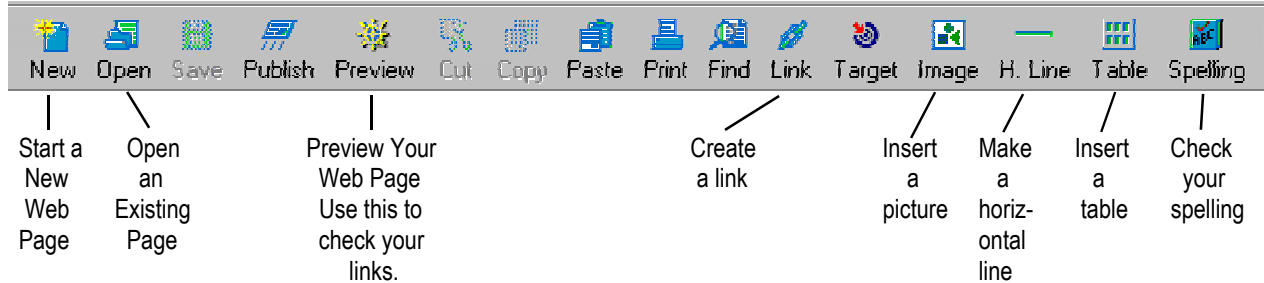 New Open Save Publish Preview Cut Copy Paste Print Find Link Target Image H. Line Table Spelling
Start a
New
Web
Page
Open
an
Existing
Page
Preview Your
Web Page
Use this to
check your
links.
Create
a link
Insert
a
picture
Make
a
horiz-
ontal
line
Insert
a
table
Check
your
spelling